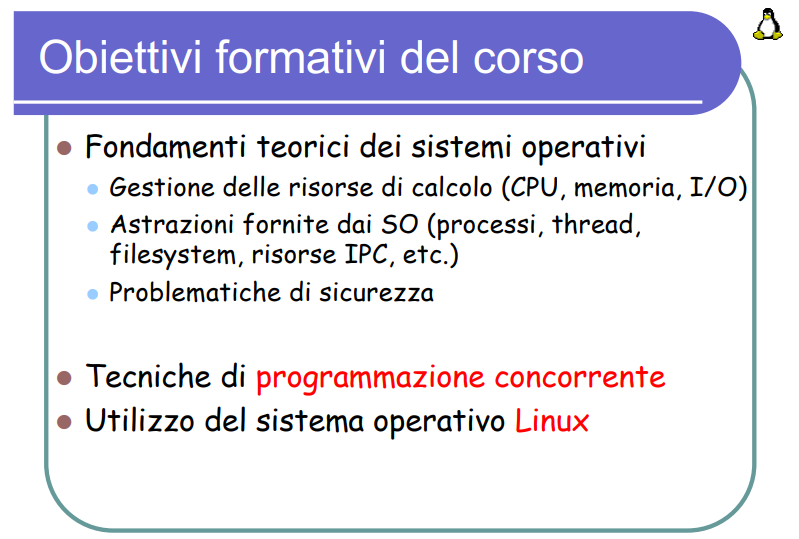 Obiettivi formativi del corso
Fondamenti teorici dei sistemi operativi
Gestione delle risorse di calcolo (CPU, memoria, I/O)
Astrazioni fornite dai SO (processi, thread,
filesystem, risorse IPC, etc.)
Problematiche di sicurezza
Tecniche di programmazione concorrente
Utilizzo del sistema operativo Linux